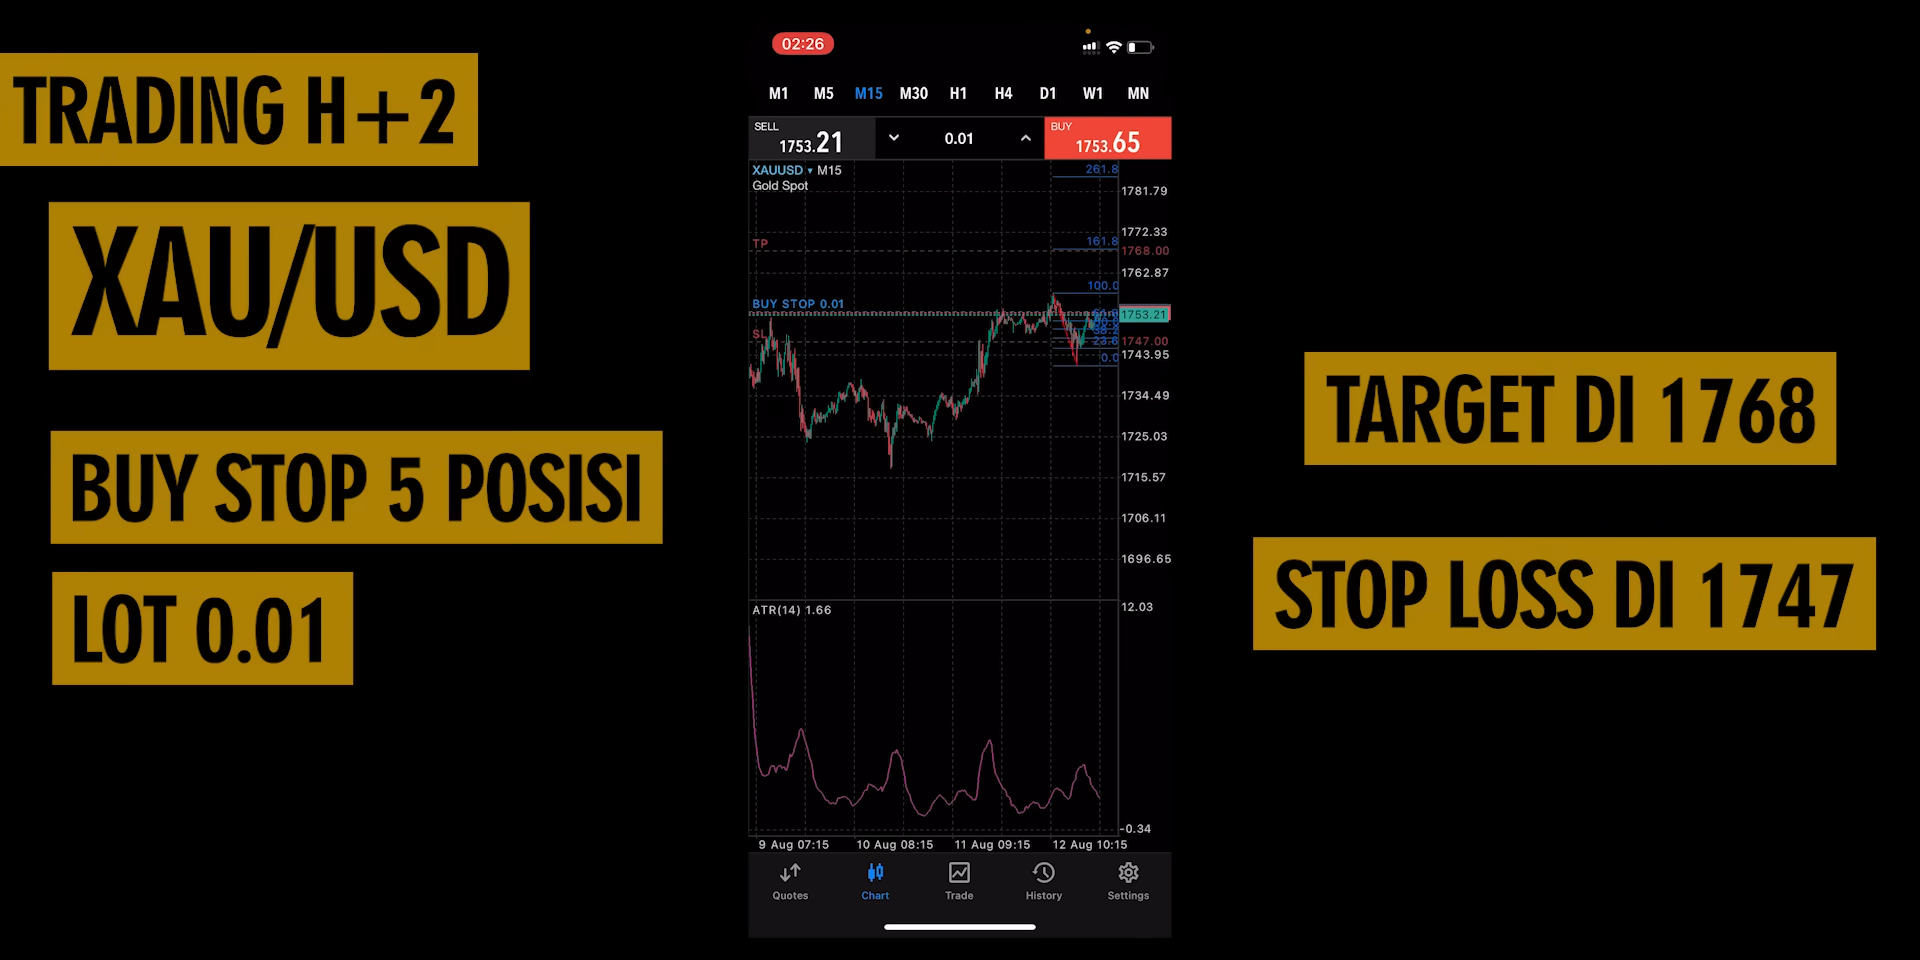 TRADING H+2
XAU/USD
BUY STOP 5 POSISI
LOT 0.01
02:26
M1 M5 M15 M30 H1 H4 D1 W1 MN
SELL
1753.21
0.01
BUY
1753.65
XAUUSD M15
Gold Spot
261.8
1781.79
1772.33
TP
161.8
1768.00
1762.87
100.0
BUY STOP 0.01
1753.21
SL
23.6
1747.00
0.0
1743.95
1734.49
1725.03
1715.57
1706.11
1696.65
ATR(14) 1.66
12.03
-0.34
9 Aug 07:15 10 Aug 08:15 11 Aug 09:15 12 Aug 10:15
Quotes Chart Trade History Settings
TARGET DI 1768
STOP LOSS DI 1747